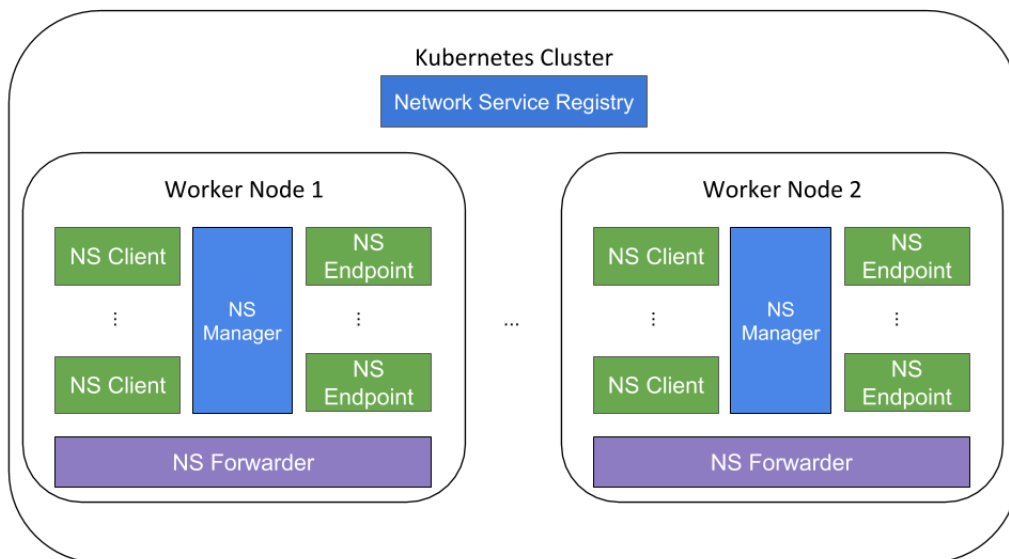 Kubernetes Cluster
Network Service Registry
Worker Node 1
NS Client
⋮
NS Client
NS
Manager
NS
Endpoint
⋮
NS
Endpoint
NS Forwarder
...
Worker Node 2
NS Client
⋮
NS Client
NS
Manager
NS
Endpoint
⋮
NS
Endpoint
NS Forwarder